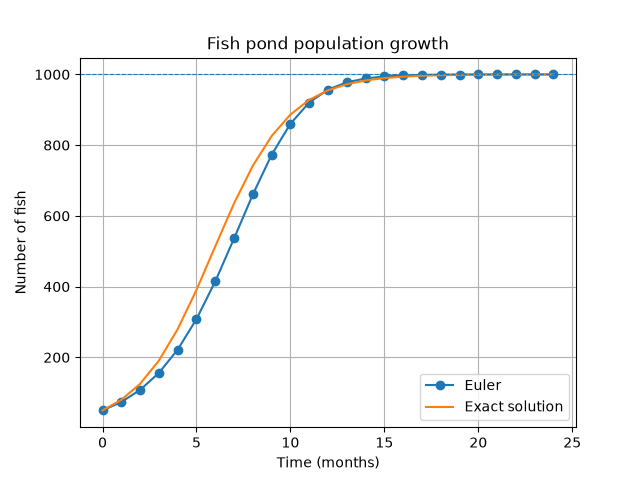 Fish pond population growth
1000
800
600
400
200
Number of fish
0
5
10
15
20
25
Time (months)
Euler
Exact solution